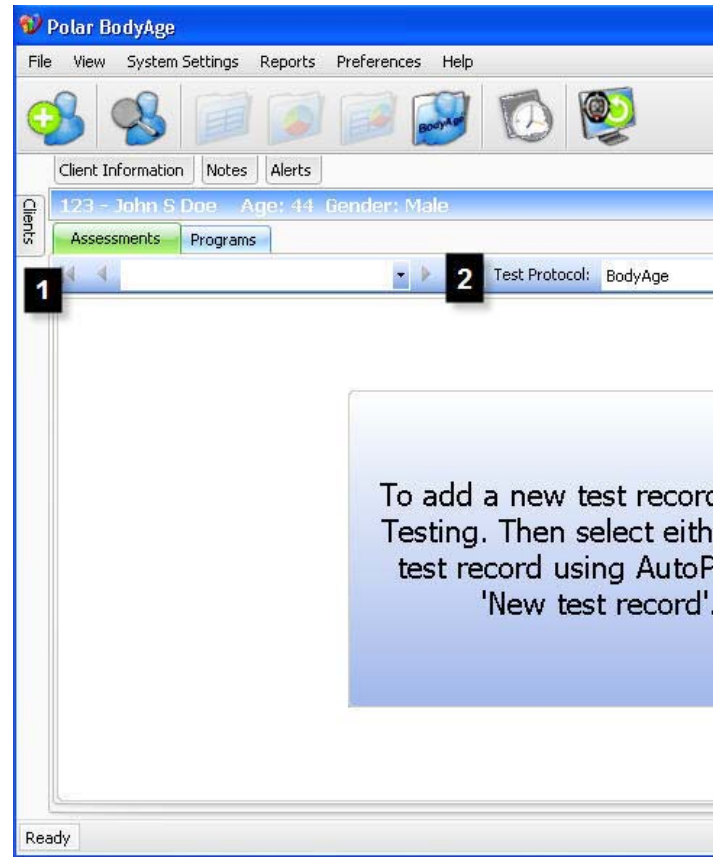 Polar BodyAge
File View System Settings Reports Preferences Help
BodyAge
Client Information Notes Alerts
Clients
123 - John S Doe Age: 44 Gender: Male
Assessments Programs
1
2 Test Protocol: BodyAge
To add a new test record
Testing. Then select eith
test record using AutoP
'New test record'.
Ready